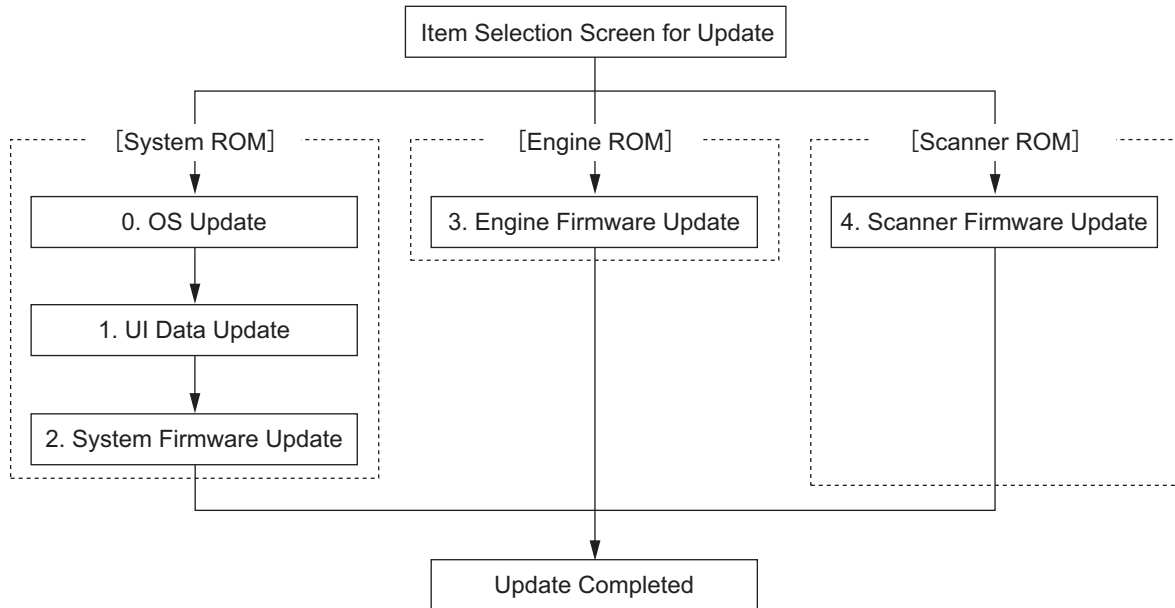 Item Selection Screen for Update
［System ROM］
［Engine ROM］
［Scanner ROM］
0. OS Update
3. Engine Firmware Update
4. Scanner Firmware Update
1. UI Data Update
2. System Firmware Update
Update Completed